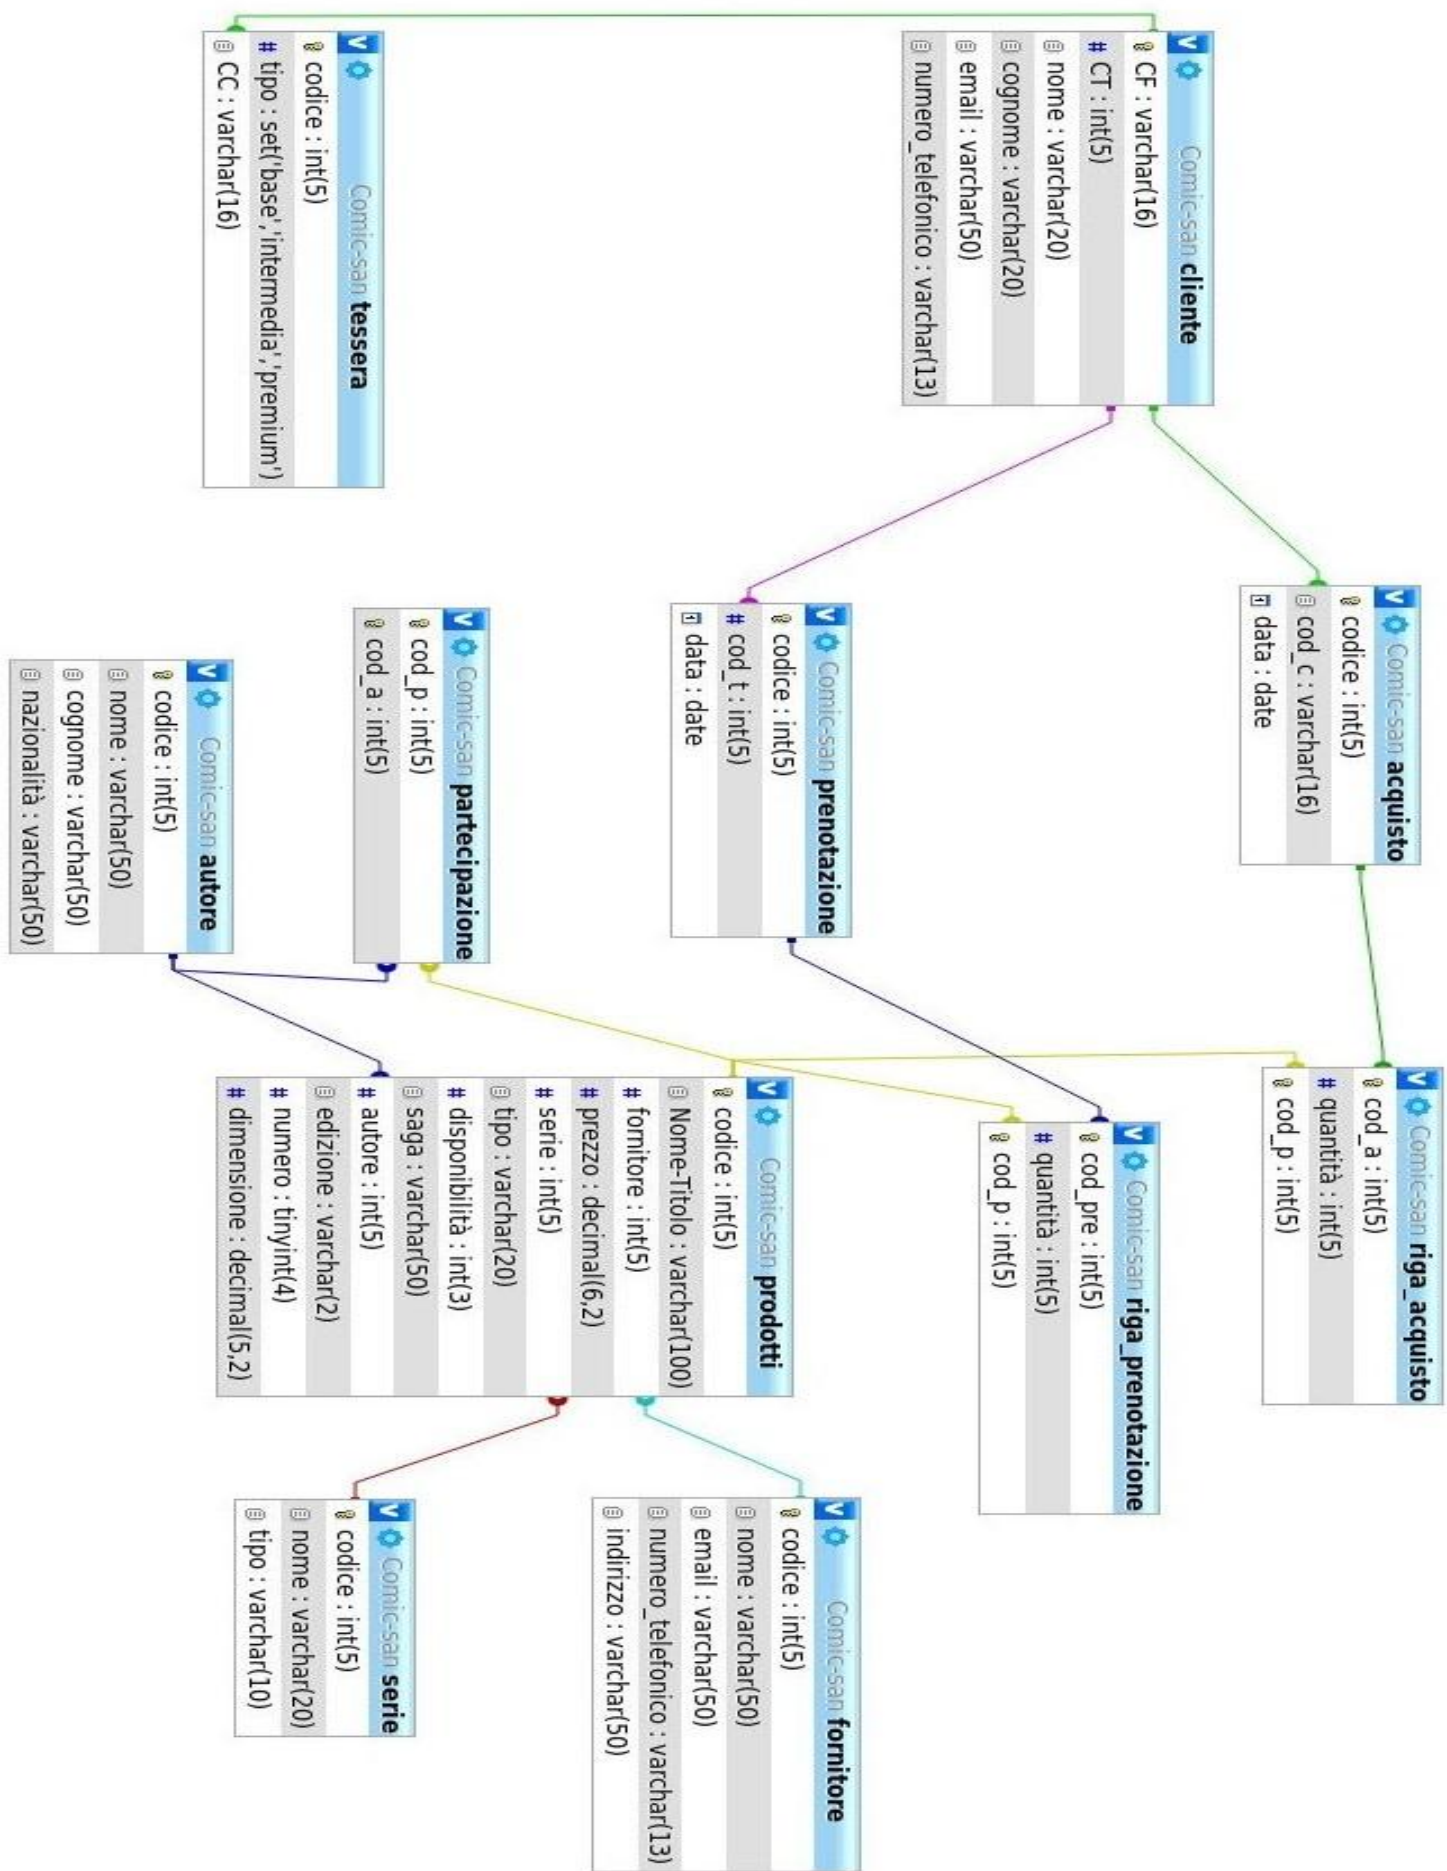 Comic-san cliente
CF : varchar(16)
CT : int(5)
nome : varchar(20)
cognome : varchar(20)
email : varchar(50)
numero_telefonico : varchar(13)
Comic-san tessera
codice : int(5)
tipo : set('base','intermedia','premium')
CC : varchar(16)
Comic-san acquisto
codice : int(5)
cod_c : varchar(16)
data : date
Comic-san prenotazione
codice : int(5)
cod_t : int(5)
data : date
Comic-san partecipazione
cod_p : int(5)
cod_a : int(5)
Comic-san autore
codice : int(5)
nome : varchar(50)
cognome : varchar(50)
nazionalità : varchar(50)
Comic-san riga_acquisto
cod_a : int(5)
quantità : int(5)
cod_p : int(5)
Comic-san riga_prenotazione
cod_pre : int(5)
quantità : int(5)
cod_p : int(5)
Comic-san prodotti
codice : int(5)
Nome-Titolo : varchar(100)
fornitore : int(5)
prezzo : decimal(6,2)
serie : int(5)
tipo : varchar(20)
disponibilità : int(3)
saga : varchar(50)
autore : int(5)
edizione : varchar(2)
numero : tinyint(4)
dimensione : decimal(5,2)
Comic-san fornitore
codice : int(5)
nome : varchar(50)
email : varchar(50)
numero_telefonico : varchar(13)
indirizzo : varchar(50)
Comic-san serie
codice : int(5)
nome : varchar(20)
tipo : varchar(10)